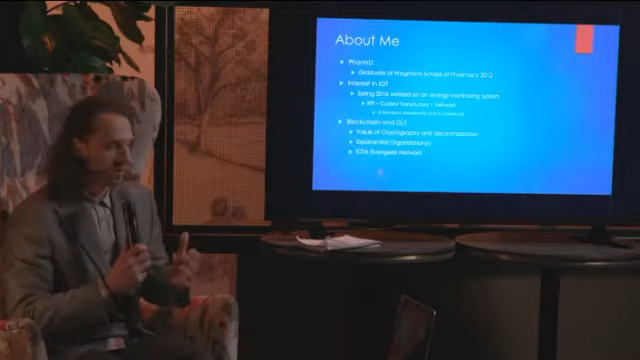 About Me
PharmD
Graduate of Wegmans School of Pharmacy 2012
Interest in IOT
Spring 2016 worked on an energy monitoring system
RPI + Current Transducers + Software
Blockchain and DLT
Value of Cryptography and decentralization
Exponential Organization(s)
IOTA Evangelist Network